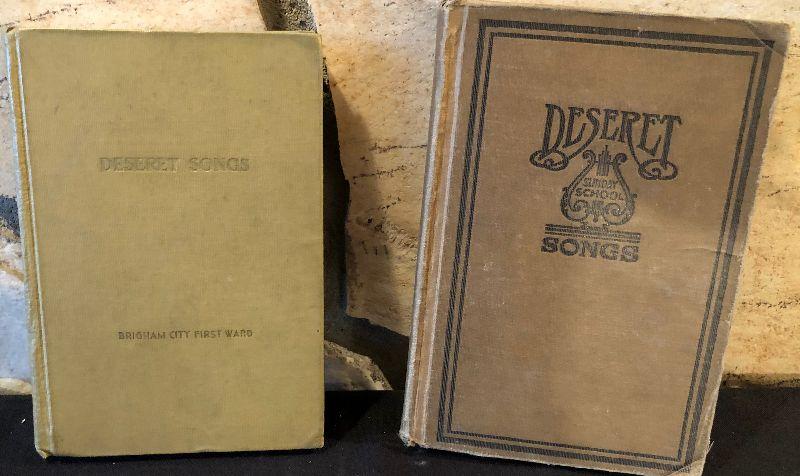 DESERET SONGS
BRIGHAM CITY FIRST WARD
DESERET
SUNDAY
SCHOOL
SONGS